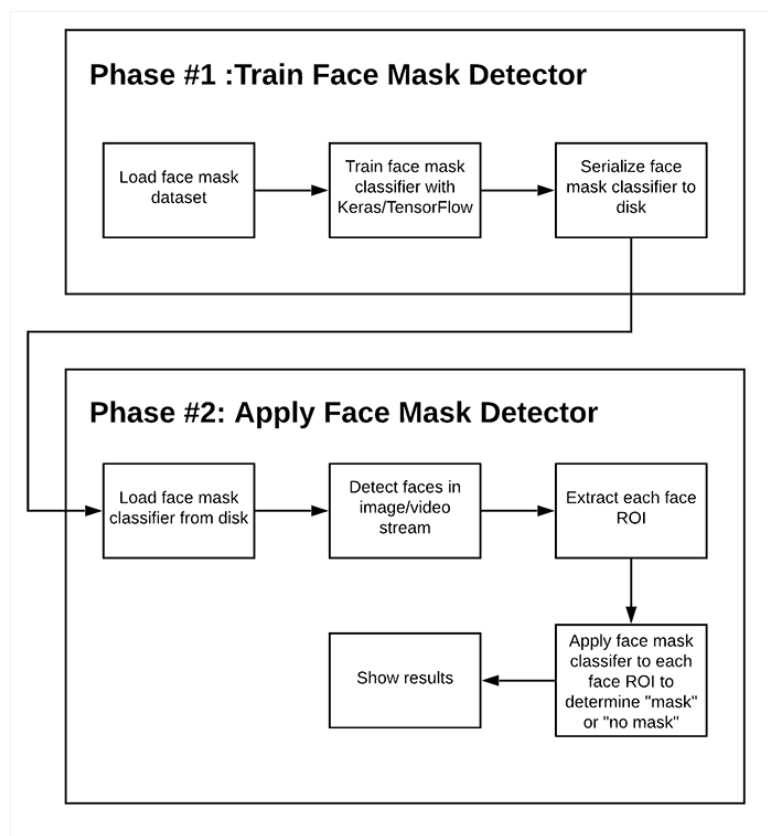 Phase #1 :Train Face Mask Detector
Load face mask
dataset
Train face mask
classifier with
Keras/TensorFlow
Serialize face
mask classifier to
disk
Phase #2: Apply Face Mask Detector
Load face mask
classifier from disk
Detect faces in
image/video
stream
Extract each face
ROI
Apply face mask
classifer to each
face ROI to
determine "mask"
or "no mask"
Show results